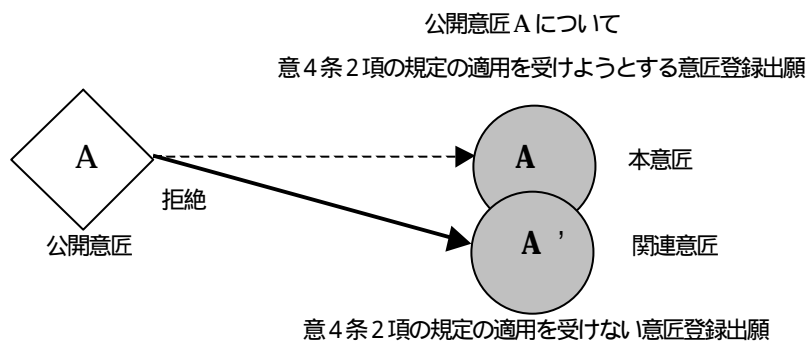 公開意匠Aについて
意４条２項の規定の適用を受けようとする意匠登録出願
A
A
本意匠
拒絶
公開意匠
A ’
関連意匠
意４条２項の規定の適用を受けない意匠登録出願